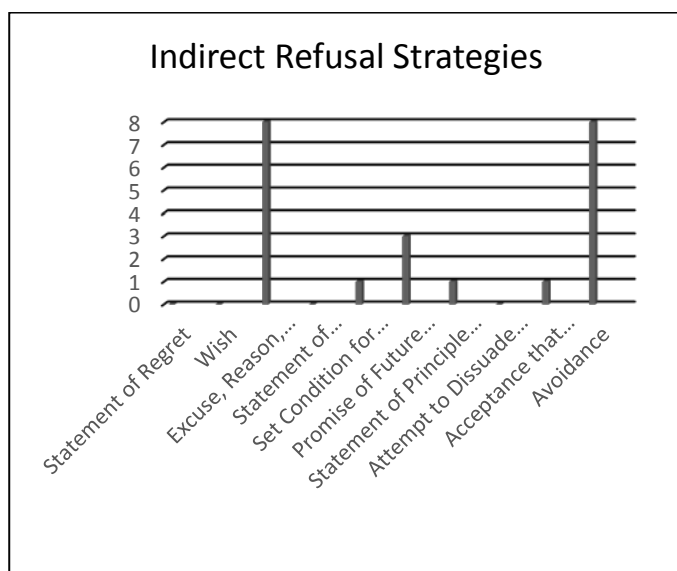 Indirect Refusal Strategies
8
7
6
5
4
3
2
1
0
Statement of Regret
Wish
Excuse, Reason,...
Statement of...
Set Condition for...
Promise of Future...
Statement of Principle...
Attempt to Dissuade...
Acceptance that...
Avoidance